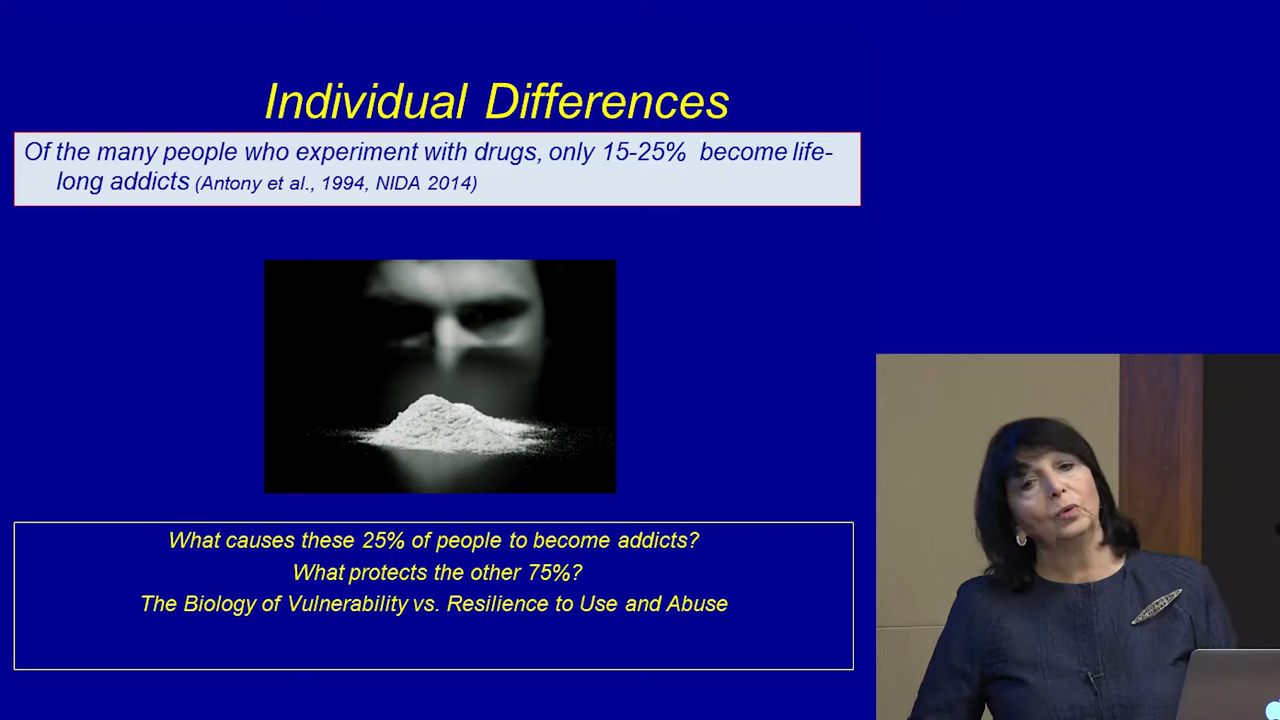 Individual Differences
Of the many people who experiment with drugs, only 15-25% become life-
long addicts (Antony et al., 1994, NIDA 2014)
What causes these 25% of people to become addicts?
What protects the other 75%?
The Biology of Vulnerability vs. Resilience to Use and Abuse